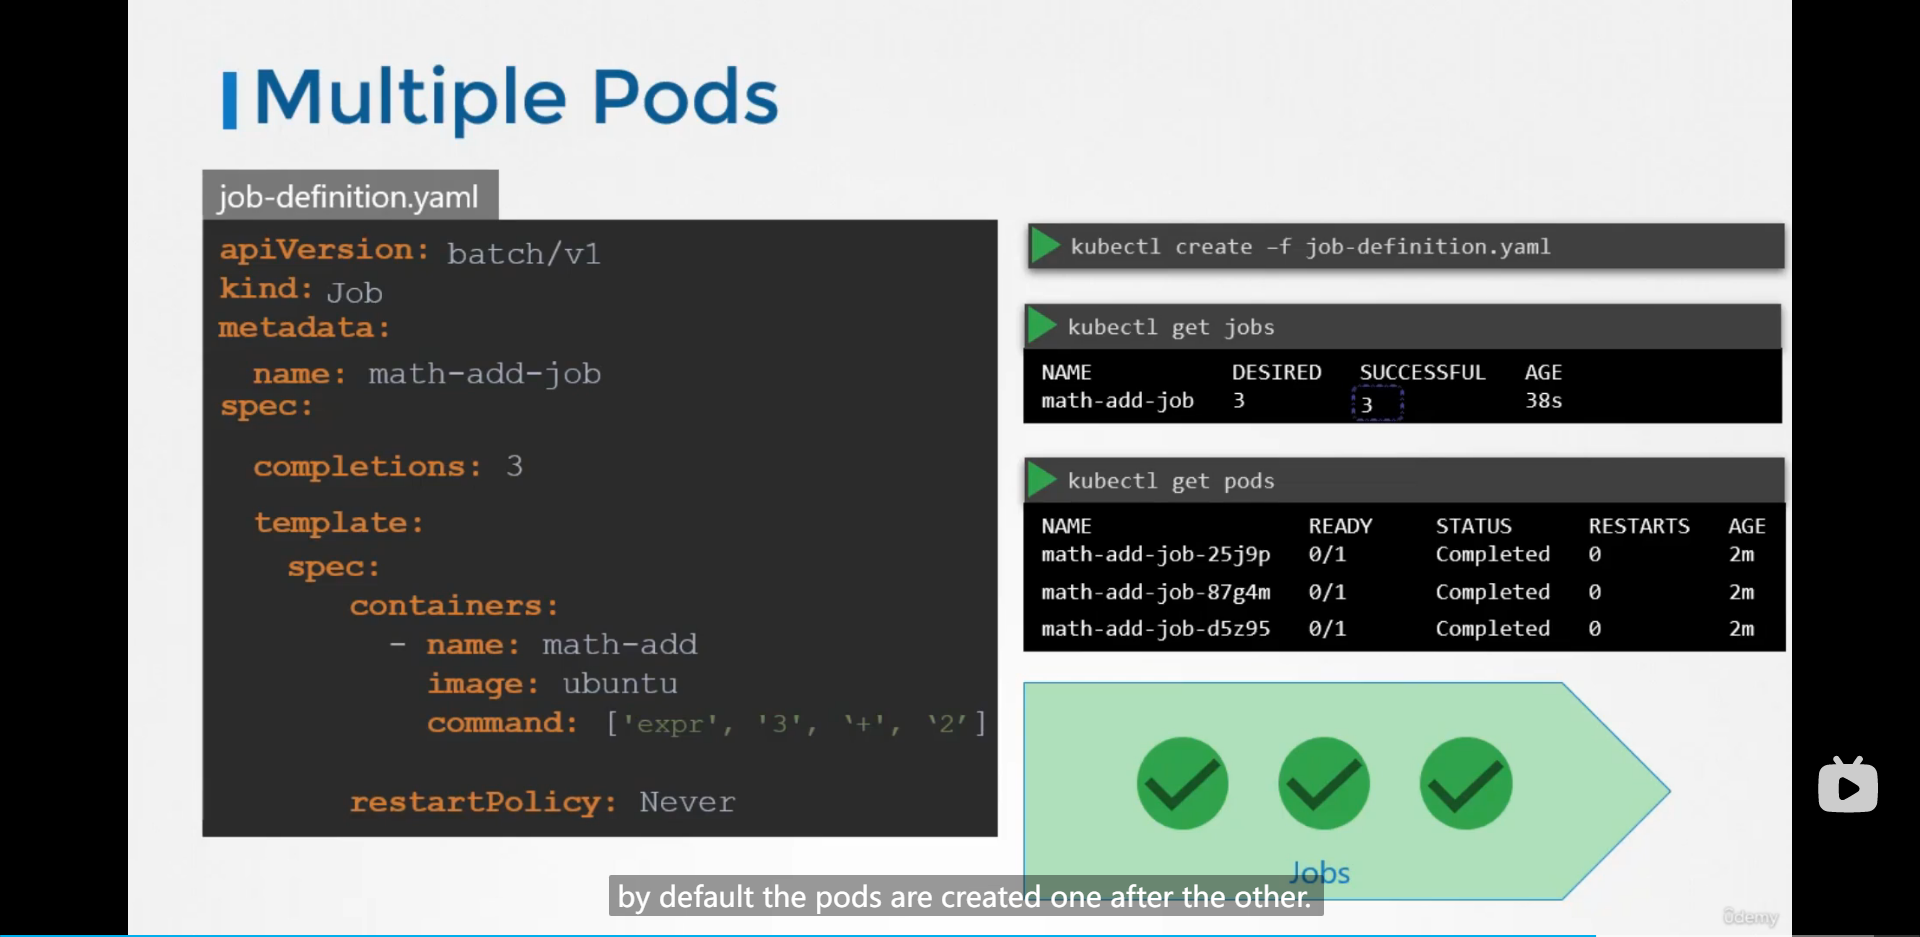 Multiple Pods
job-definition.yaml
apiVersion: batch/v1
kind: Job
metadata:
name: math-add-job
spec:
completions: 3
template:
spec:
containers:
- name: math-add
image: ubuntu
command: ['expr', '3', ‘+', ‘2’]
restartPolicy: Never
kubectl create –f job-definition.yaml
kubectl get jobs
NAME DESIRED SUCCESSFUL AGE
math-add-job 3 3 38s
kubectl get pods
NAME READY STATUS RESTARTS AGE
math-add-job-25j9p 0/1 Completed 0 2m
math-add-job-87g4m 0/1 Completed 0 2m
math-add-job-d5z95 0/1 Completed 0 2m
Jobs
by default the pods are created one after the other.
ûdemy